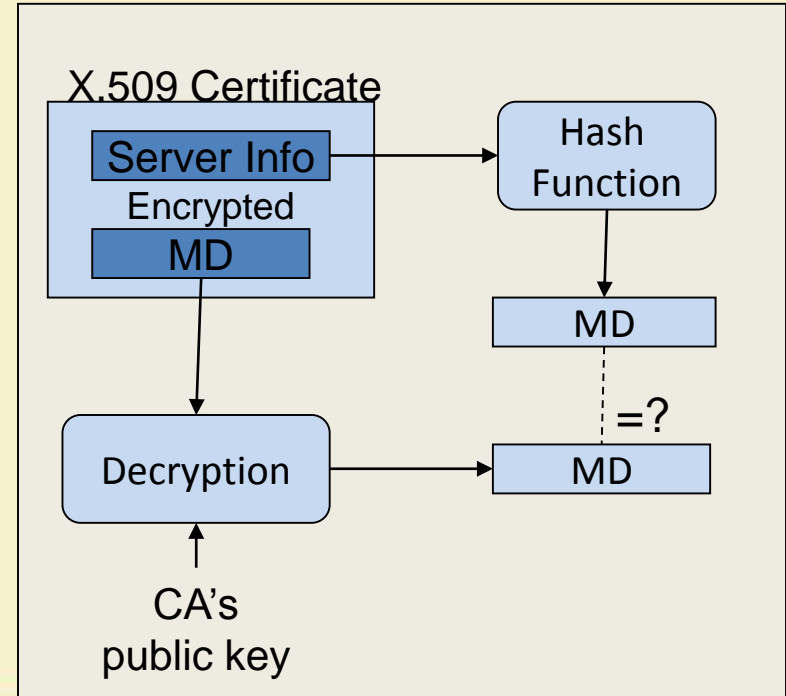 X.509 Certificate
Server Info
Encrypted
MD
Hash
Function
MD
=?
MD
Decryption
CA’s
public key